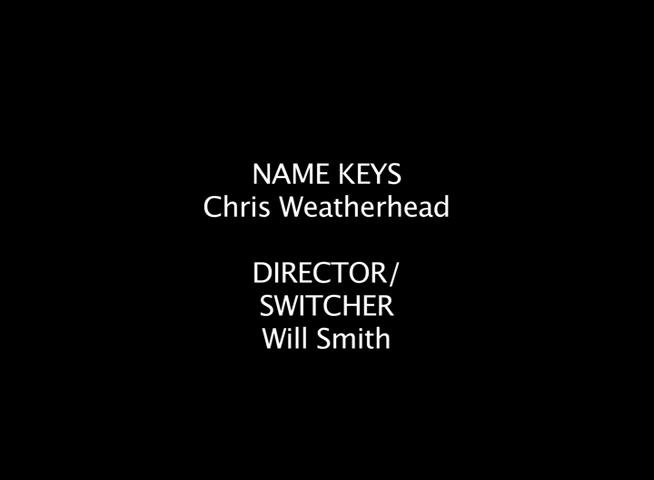 NAME KEYS
Chris Weatherhead
DIRECTOR/
SWITCHER
Will Smith